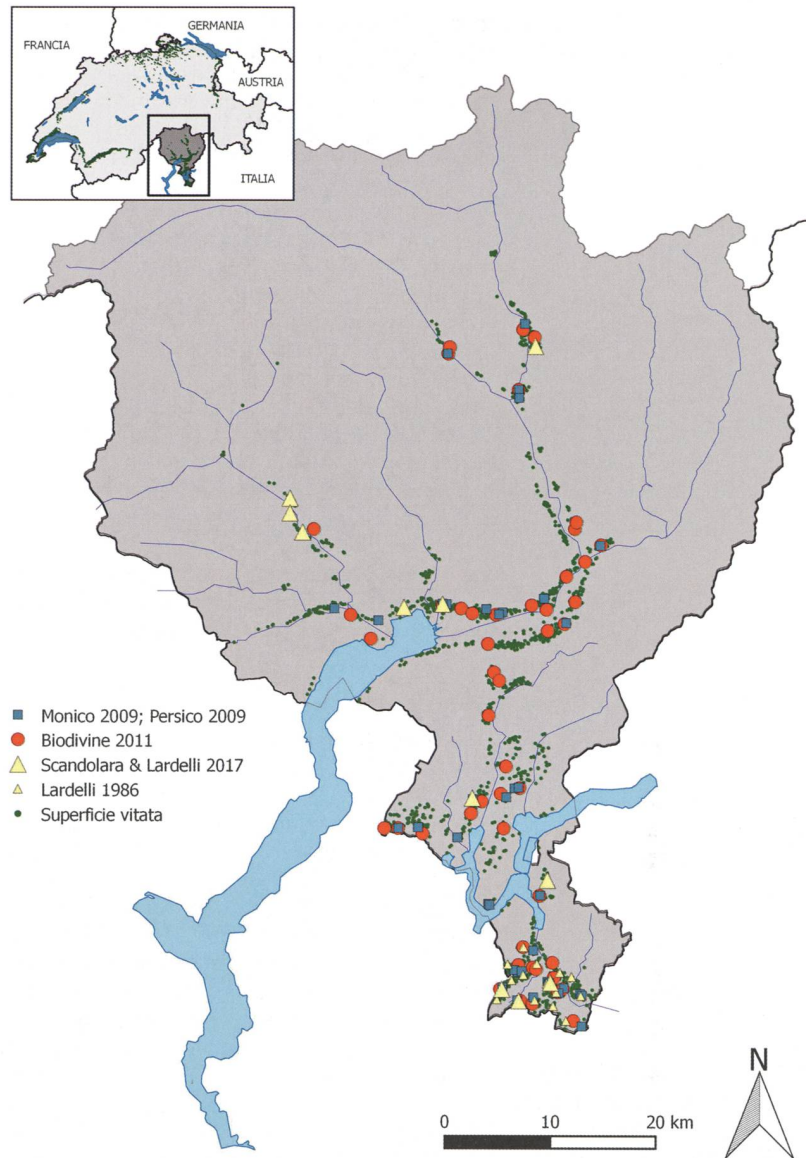 GERMANIA
FRANCIA
AUSTRIA
ITALIA
Monico 2009; Persico 2009
Biodivine 2011
Scandolara & Lardelli 2017
Lardelli 1986
Superficie vitata
N
0 10 20 km